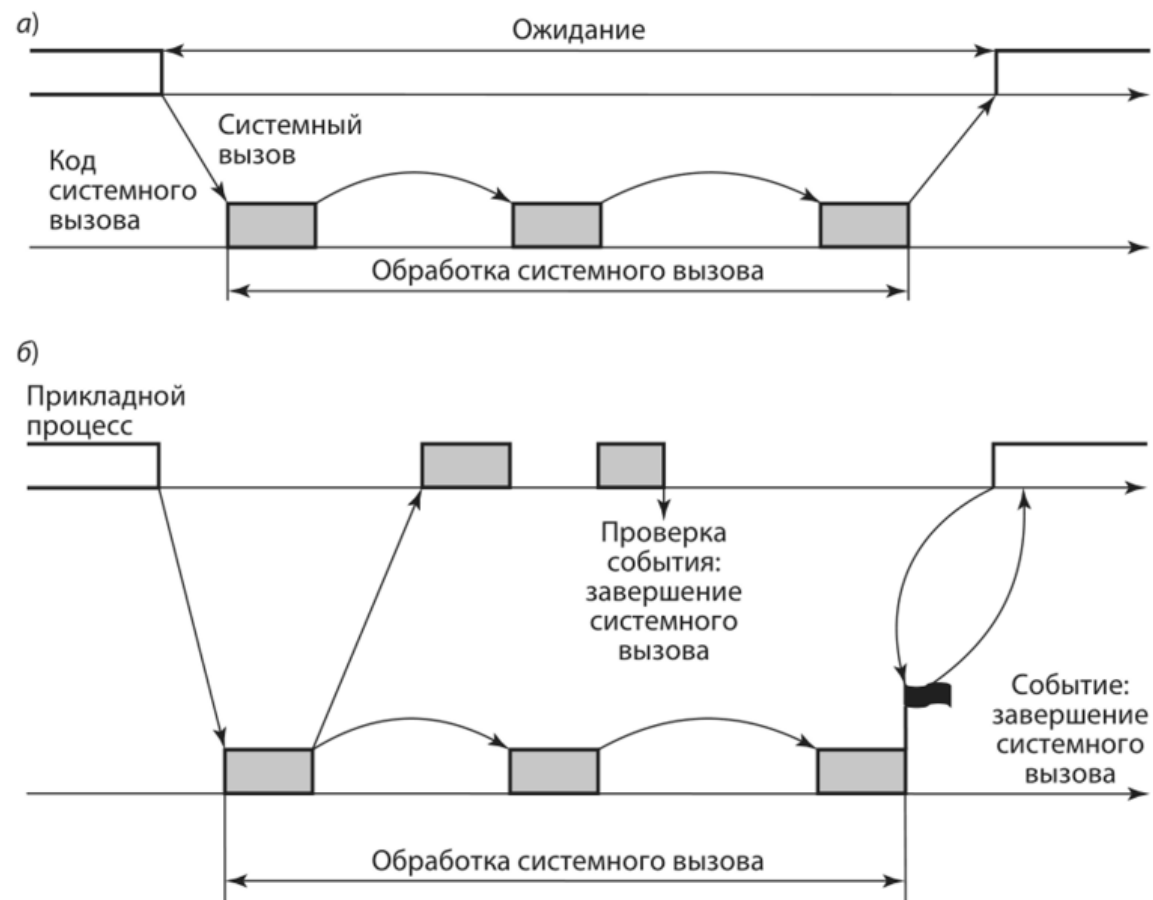 а)
Ожидание
Системный
вызов
Код
системного
вызова
Обработка системного вызова
б)
Прикладной
процесс
Проверка
события:
завершение
системного
вызова
Событие:
завершение
системного
вызова
Обработка системного вызова